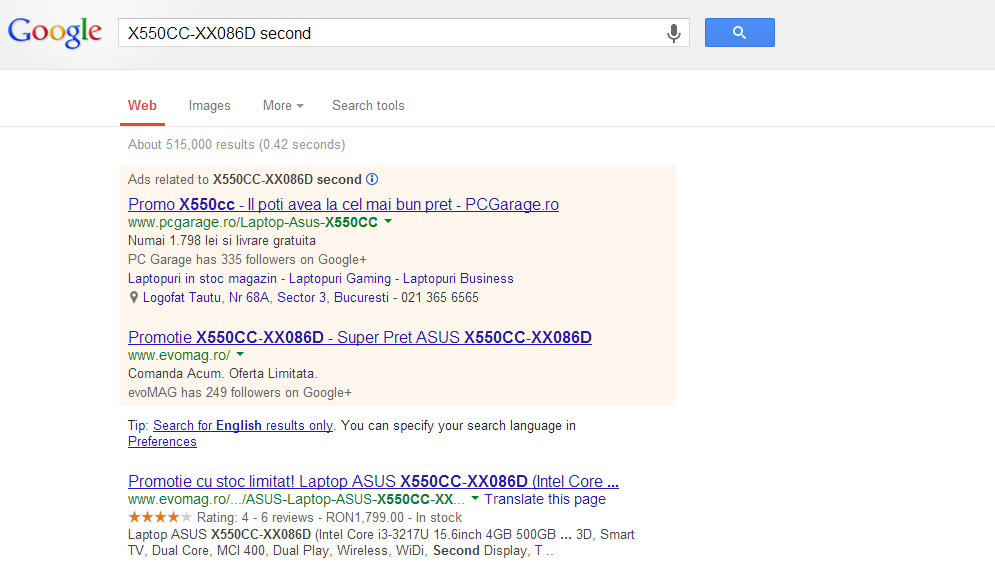 Google
X550CC-XX086D second
Web Images More Search tools
About 515,000 results (0.42 seconds)
Ads related to X550CC-XX086D second
Promo X550cc - Il poti avea la cel mai bun pret - PCGarage.ro
www.pcgarage.ro/Laptop-Asus-X550CC
Numai 1.798 lei si livrare gratuita
PC Garage has 335 followers on Google+
Laptopuri in stoc magazin - Laptopuri Gaming - Laptopuri Business
Logofat Tautu, Nr 68A, Sector 3, Bucuresti - 021 365 6565
Promotie X550CC-XX086D - Super Pret ASUS X550CC-XX086D
www.evomag.ro/
Comanda Acum. Oferta Limitata.
evoMAG has 249 followers on Google+
Tip: Search for English results only. You can specify your search language in
Preferences
Promotie cu stoc limitat! Laptop ASUS X550CC-XX086D (Intel Core ...
www.evomag.ro/.../ASUS-Laptop-ASUS-X550CC-XX... Translate this page
Rating: 4 - 6 reviews - RON1,799.00 - In stock
Laptop ASUS X550CC-XX086D (Intel Core i3-3217U 15.6inch 4GB 500GB ... 3D, Smart
TV, Dual Core, MCI 400, Dual Play, Wireless, WiDi, Second Display, T ..